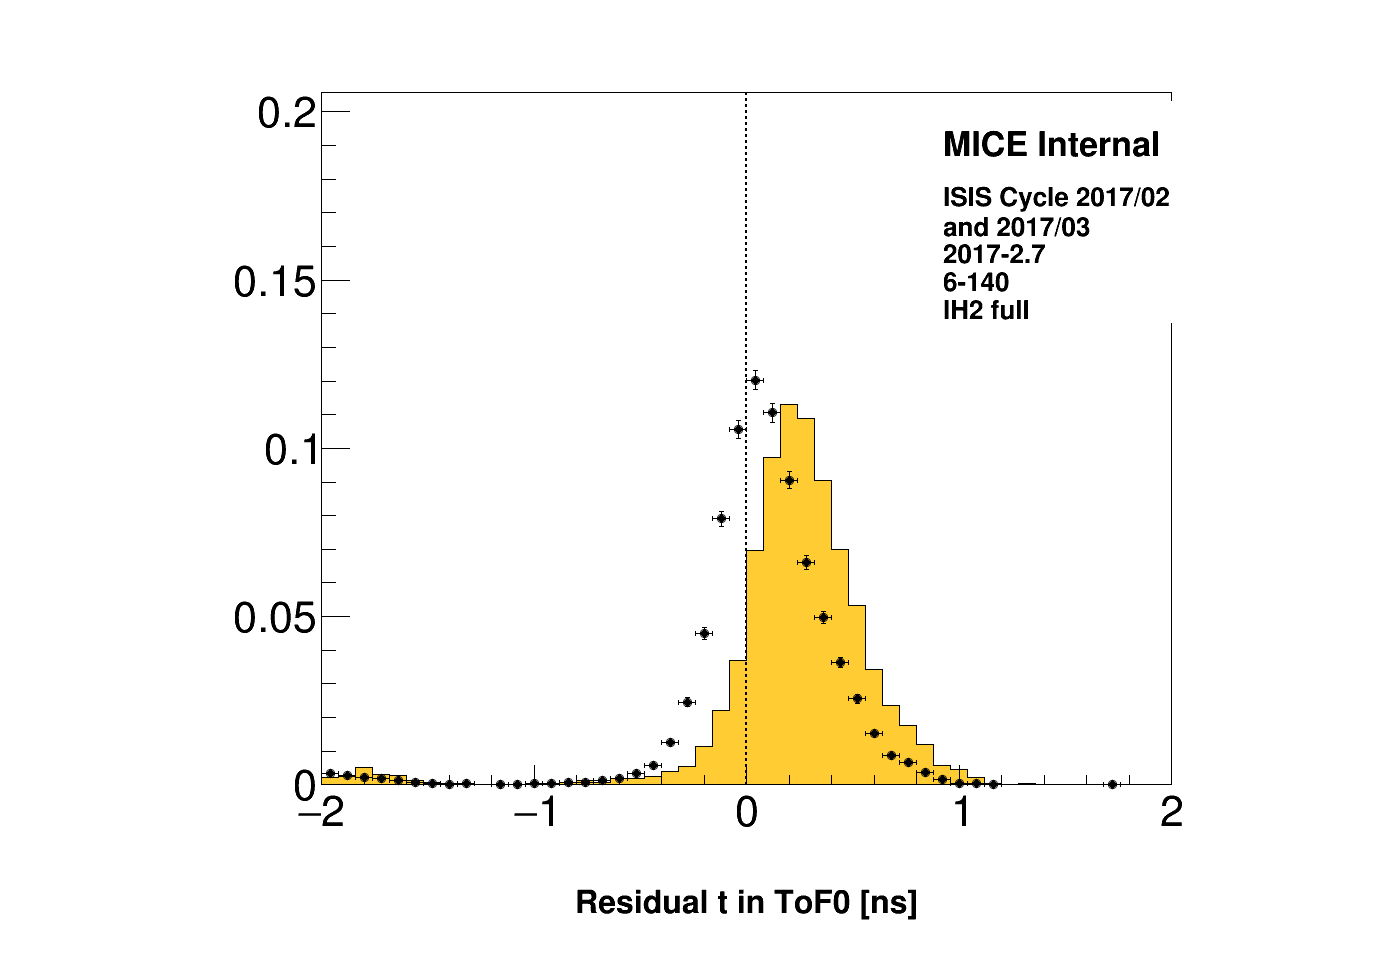 0.2
MICE Internal
ISIS Cycle 2017/02
and 2017/03
2017-2.7
6-140
IH2 full
0.15
0.1
0.05
0
−2 −1 0 1 2
Residual t in ToF0 [ns]